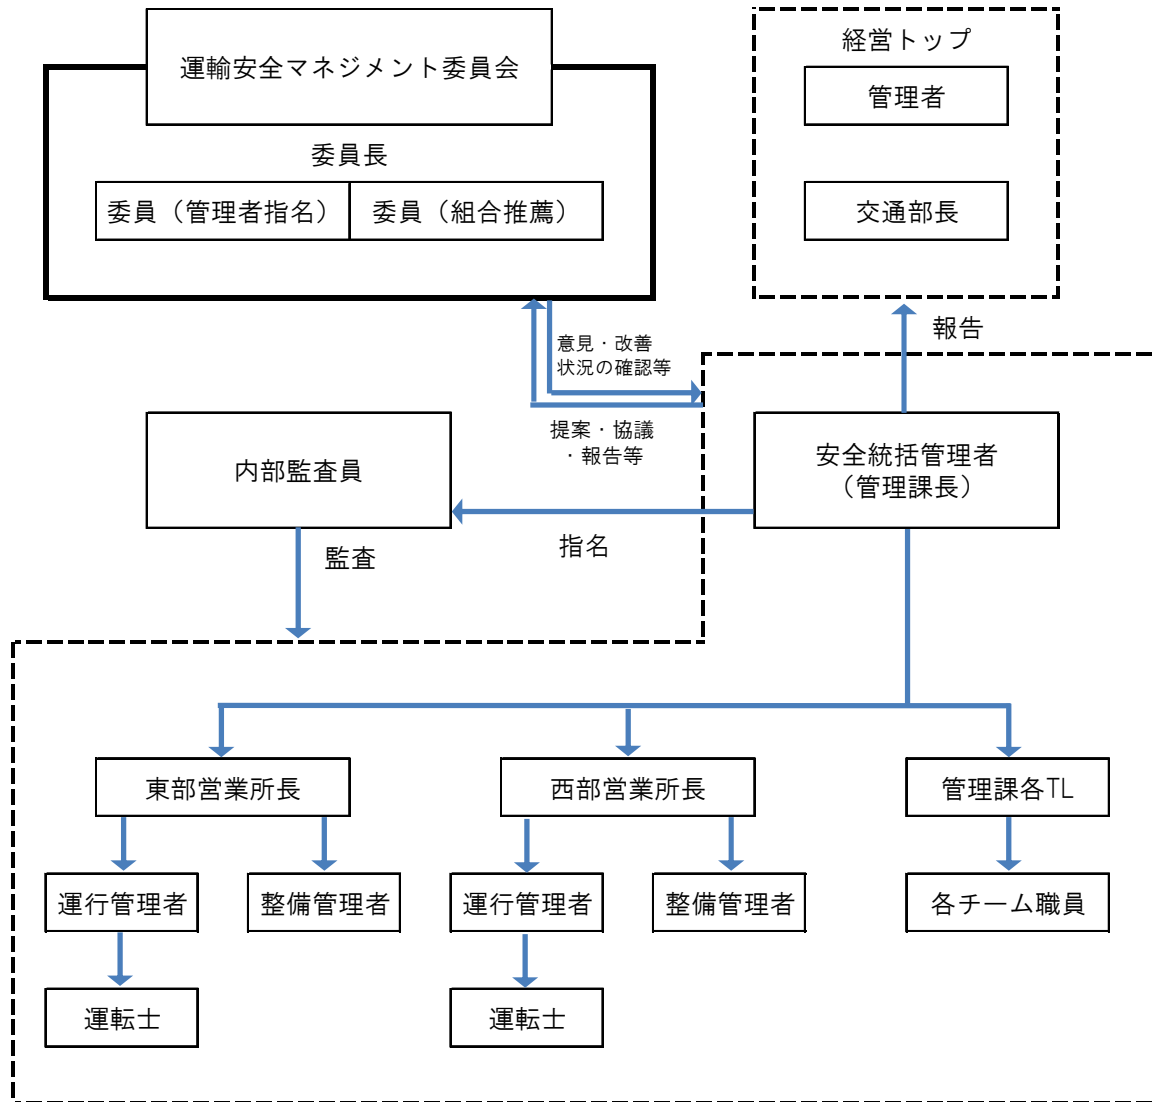 運輸安全マネジメント委員会
委員長
委員（管理者指名）
委員（組合推薦）
経営トップ
管理者
交通部長
報告
意見・改善
状況の確認等
提案・協議
・報告等
内部監査員
安全統括管理者
（管理課長）
指名
監査
東部営業所長
西部営業所長
管理課各TL
運行管理者
整備管理者
運行管理者
整備管理者
各チーム職員
運転士
運転士